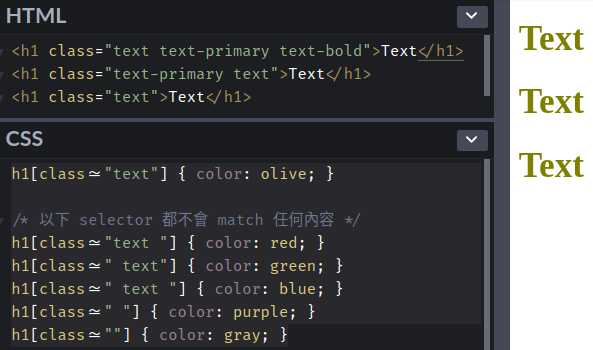 HTML
<h1 class="text text-primary text-bold">Text</h1>
<h1 class="text-primary text">Text</h1>
<h1 class="text">Text</h1>
CSS
h1[class~="text"] { color: olive; }
/* 以下 selector 都不會 match 任何內容 */
h1[class~="text "] { color: red; }
h1[class~=" text"] { color: green; }
h1[class~=" text "] { color: blue; }
h1[class~=" "] { color: purple; }
h1[class~=""] { color: gray; }
Text
Text
Text